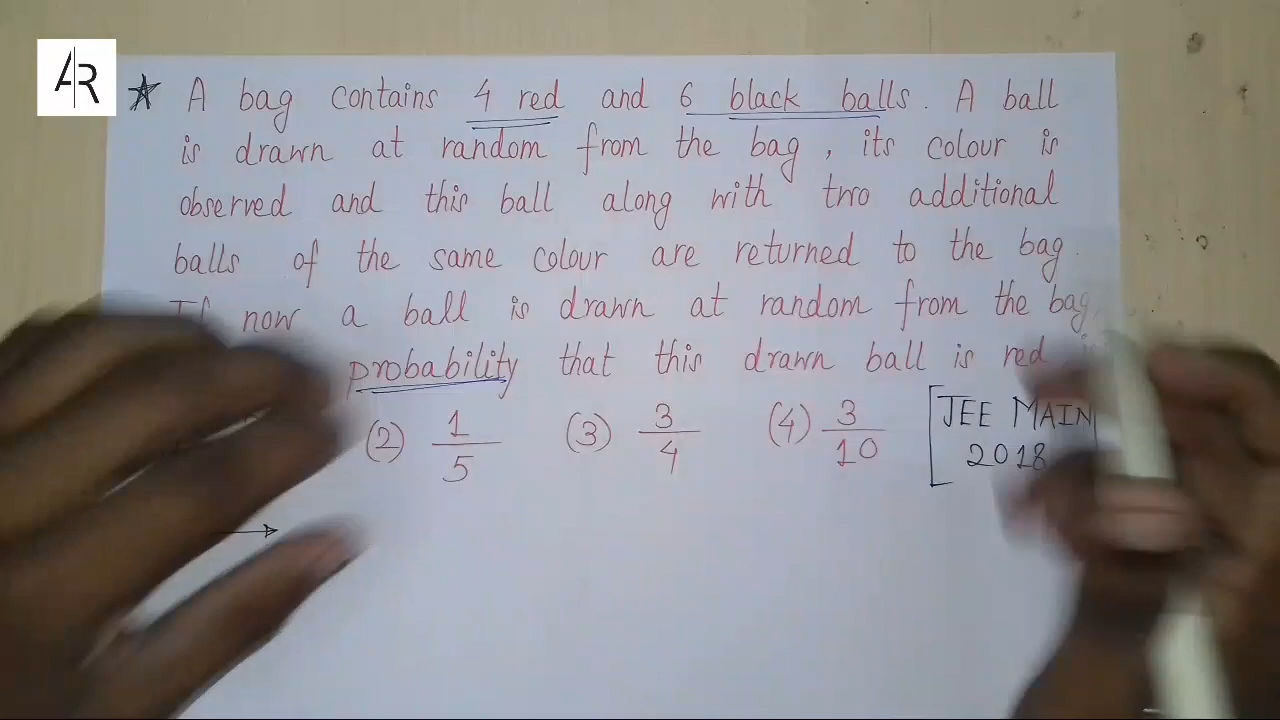 AR
A bag contains 4 red and 6 black balls. A ball
is drawn at random from the bag, its colour is
observed and this ball along with two additional
balls of the same colour are returned to the bag.
If now a ball is drawn at random from the bag,
probability that this drawn ball is red
(2) 1/5 (3) 3/4 (4) 3/10 [JEE MAIN
2018